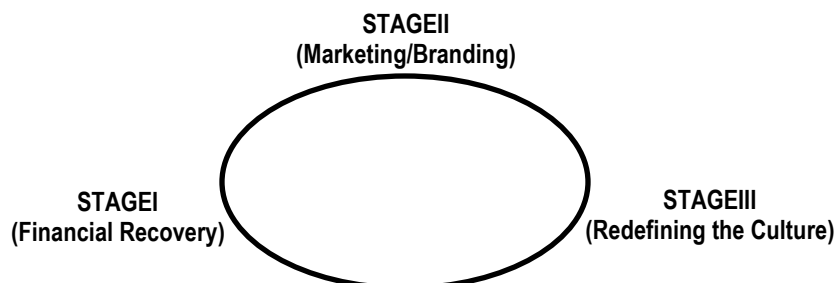 STAGEII
(Marketing/Branding)
STAGEI
(Financial Recovery)
STAGEIII
(Redefining the Culture)